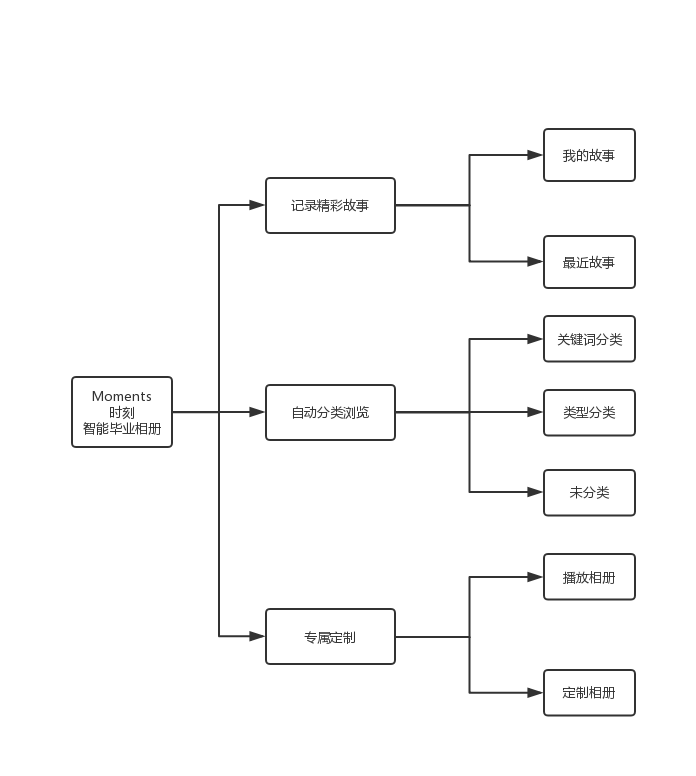 Moments
时刻
智能毕业相册
记录精彩故事
我的故事
最近故事
自动分类浏览
关键词分类
类型分类
未分类
专属定制
播放相册
定制相册